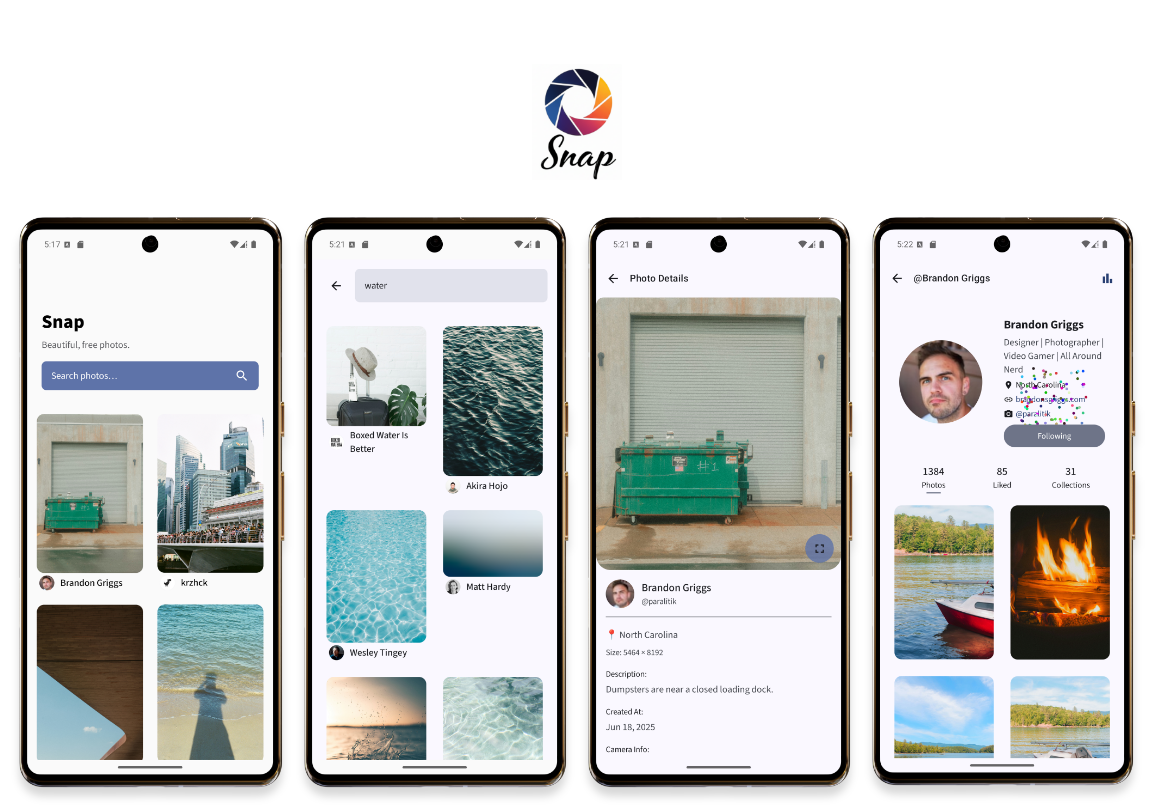 Snap
5:17
Snap
Beautiful, free photos.
Search photos...
Brandon Griggs
krzhck
5:21
water
Boxed Water Is
Better
Akira Hojo
Matt Hardy
Wesley Tingey
5:21
Photo Details
Brandon Griggs
@paralitik
📍 North Carolina
Size: 5464 × 8192
Description:
Dumpsters are near a closed loading dock.
Created At:
Jun 18, 2025
Camera Info:
5:22
@Brandon Griggs
Brandon Griggs
Designer | Photographer |
Video Gamer | All Around
Nerd
North Carolina
brandongriggs.com
@paralitik
Following
1384
Photos
85
Liked
31
Collections